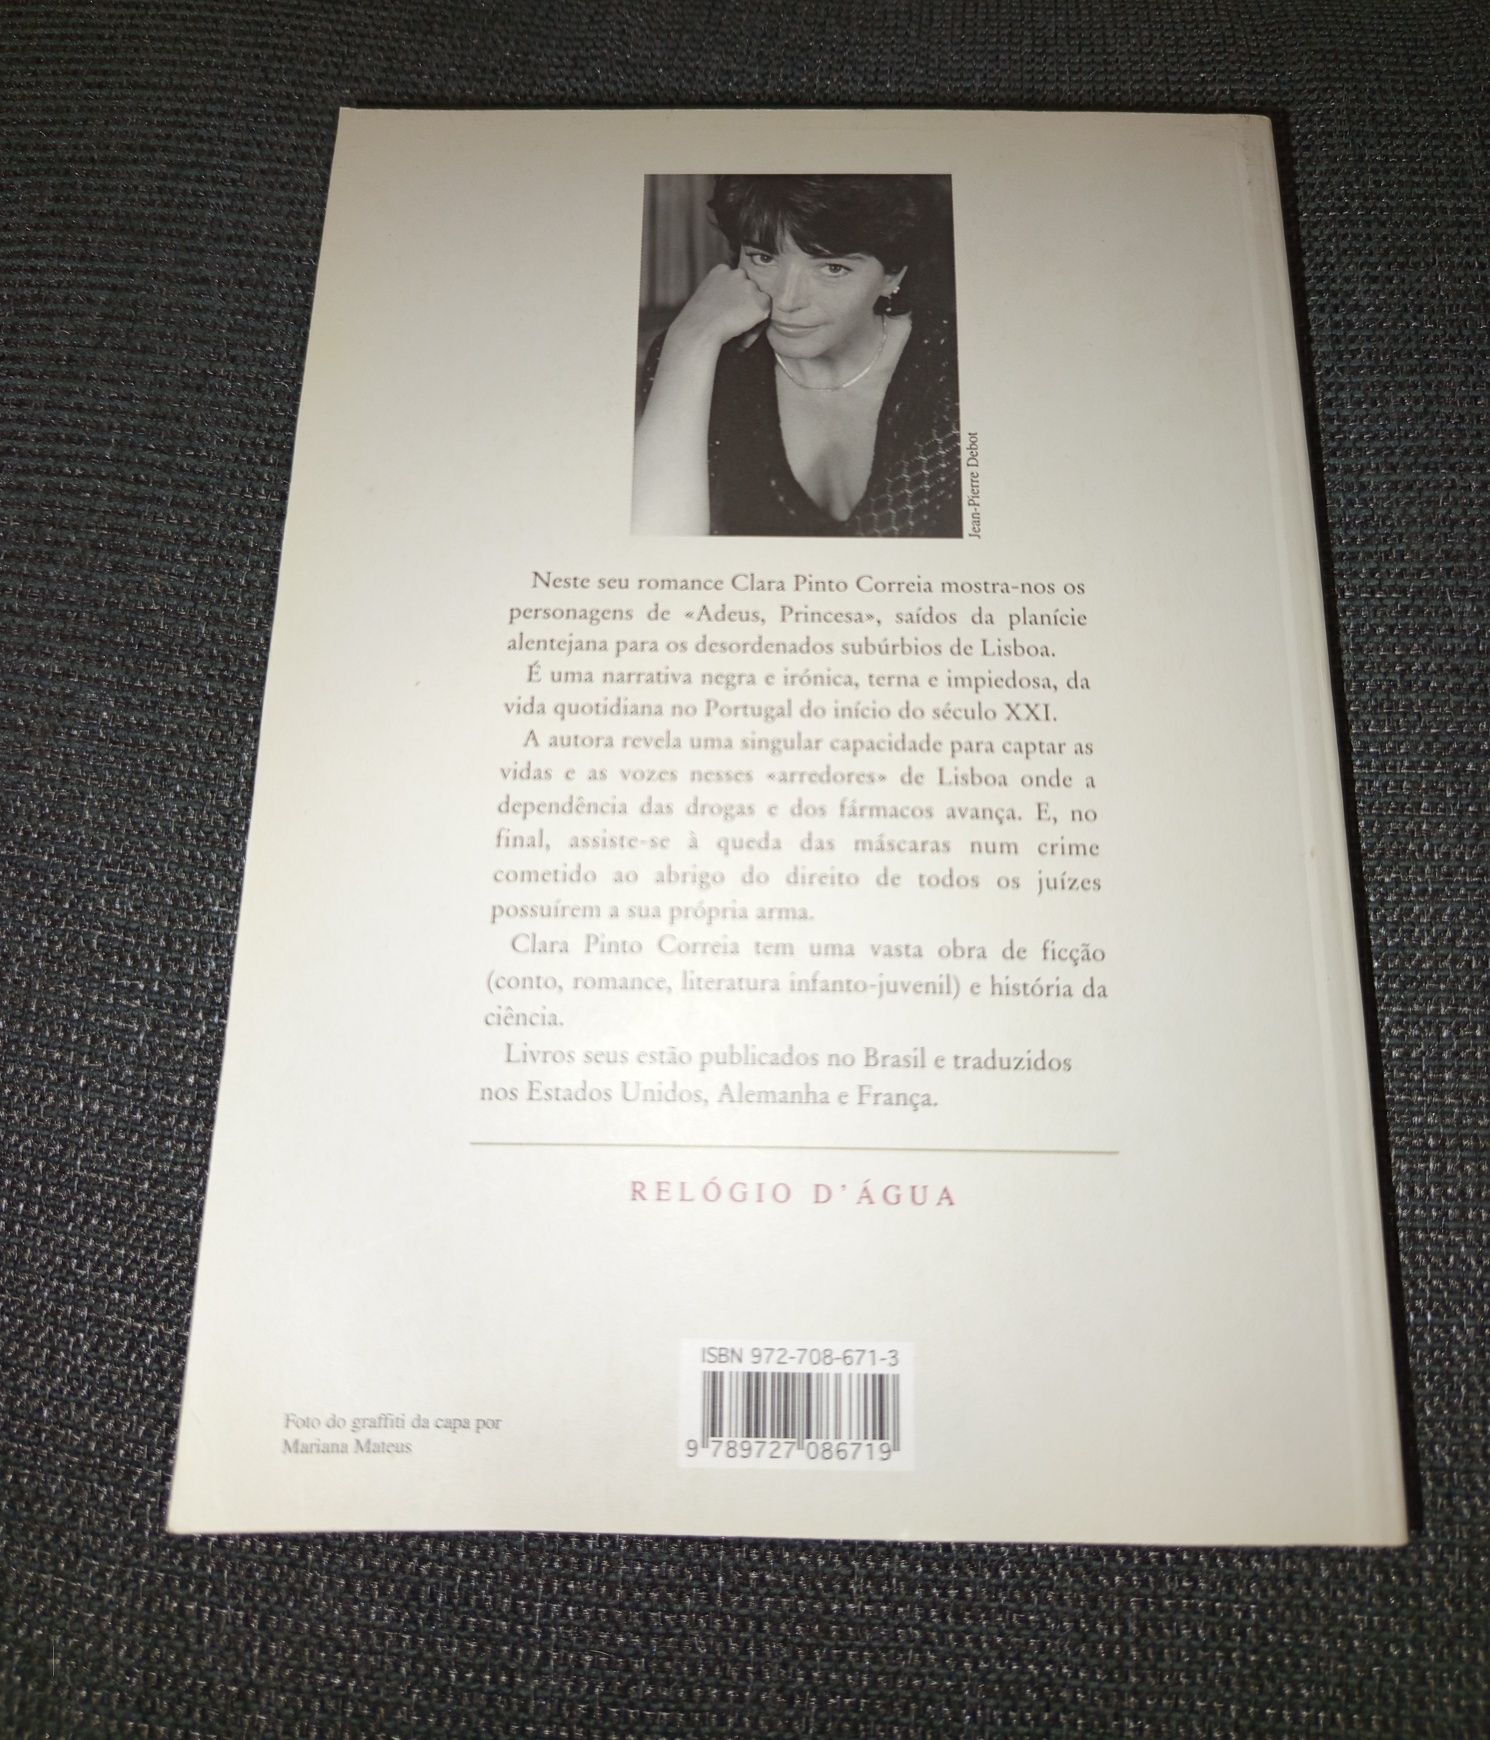 Jean-Pierre Debot
Neste seu romance Clara Pinto Correia mostra-nos os
personagens de «Adeus, Princesa», saídos da planície
alentejana para os desordenados subúrbios de Lisboa.
É uma narrativa negra e irónica, terna e impiedosa, da
vida quotidiana no Portugal do início do século XXI.
A autora revela uma singular capacidade para captar as
vidas e as vozes nesses «arredores» de Lisboa onde a
dependência das drogas e dos fármacos avança. E, no
final, assiste-se à queda das máscaras num crime
cometido ao abrigo do direito de todos os juízes
possuírem a sua própria arma.
Clara Pinto Correia tem uma vasta obra de ficção
(conto, romance, literatura infanto-juvenil) e história da
ciência.
Livros seus estão publicados no Brasil e traduzidos
nos Estados Unidos, Alemanha e França.
RELÓGIO D'ÁGUA
ISBN 972-708-671-3
9 789727 086719
Foto do graffiti da capa por
Mariana Mateus